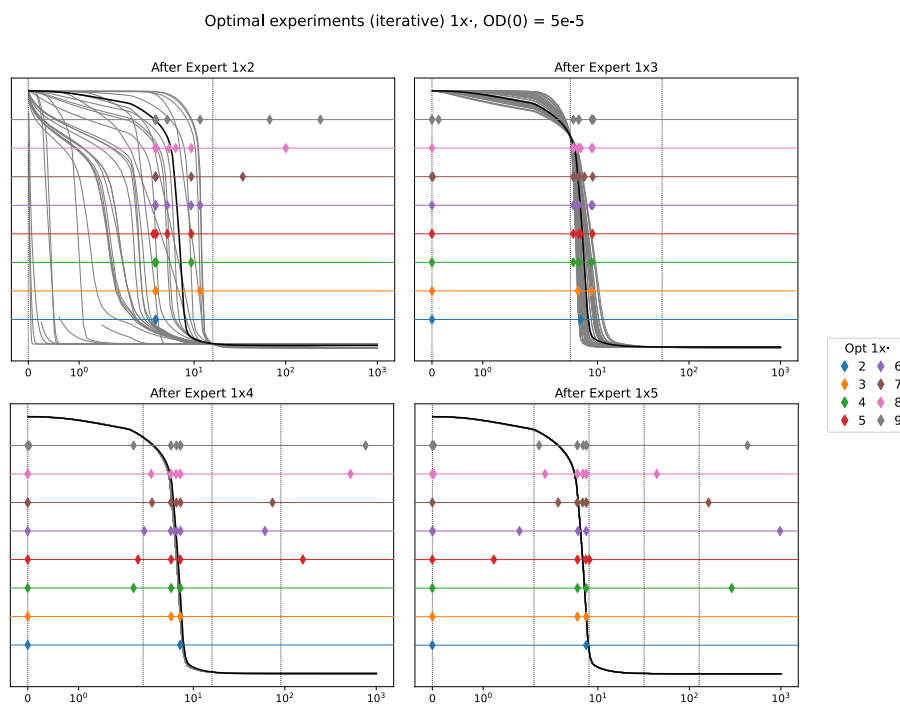 Optimal experiments (iterative) 1x·, OD(0) = 5e-5
After Expert 1x2
After Expert 1x3
0 10⁰ 10¹ 10² 10³
0 10⁰ 10¹ 10² 10³
Opt 1x·
2 6
3 7
4 8
5 9
After Expert 1x4
After Expert 1x5
0 10⁰ 10¹ 10² 10³
0 10⁰ 10¹ 10² 10³